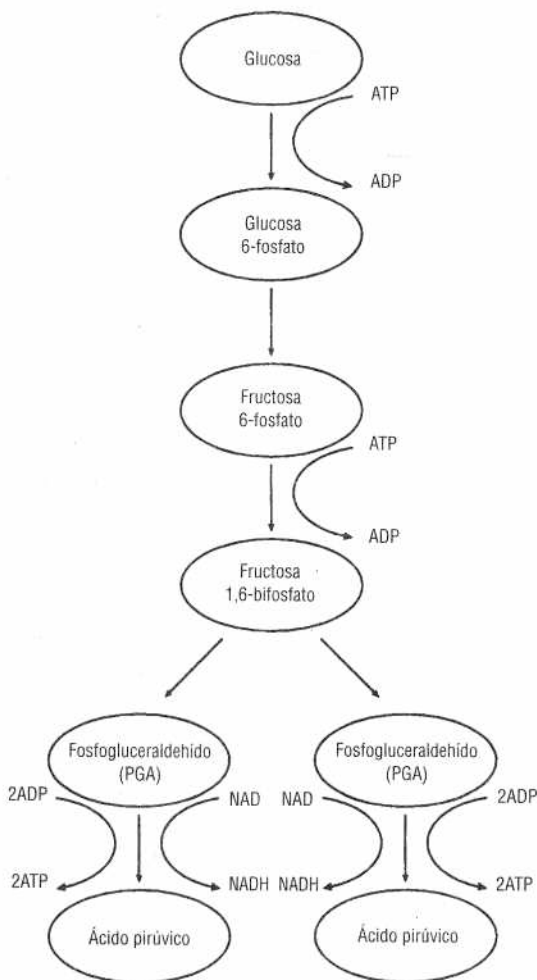 Glucosa
ATP
ADP
Glucosa
6-fosfato
Fructosa
6-fosfato
ATP
ADP
Fructosa
1,6-bifosfato
Fosfogluceraldehído
(PGA)
Fosfogluceraldehído
(PGA)
2ADP
NAD
NAD
2ADP
2ATP
NADH
NADH
2ATP
Ácido pirúvico
Ácido pirúvico